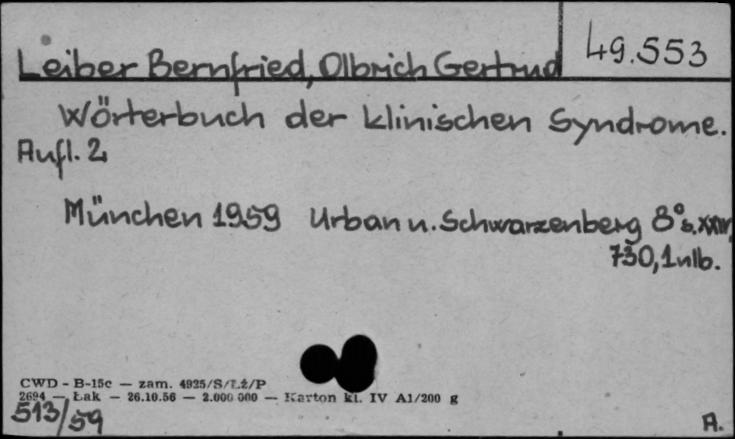 49.553
Leiber Bernfried, Olbrich Gertrud
Wörterbuch der klinischen Syndrome.
Aufl. 2
München 1959 Urban u. Schwarzenberg 8° s.
730, 1 nlb.
CWD - B-15c — zam. 4925/S/Lż/P
2694 — Łak — 26.10.56 — 2.000 000 — Karton kl. IV A1/200 g
513/59
A.